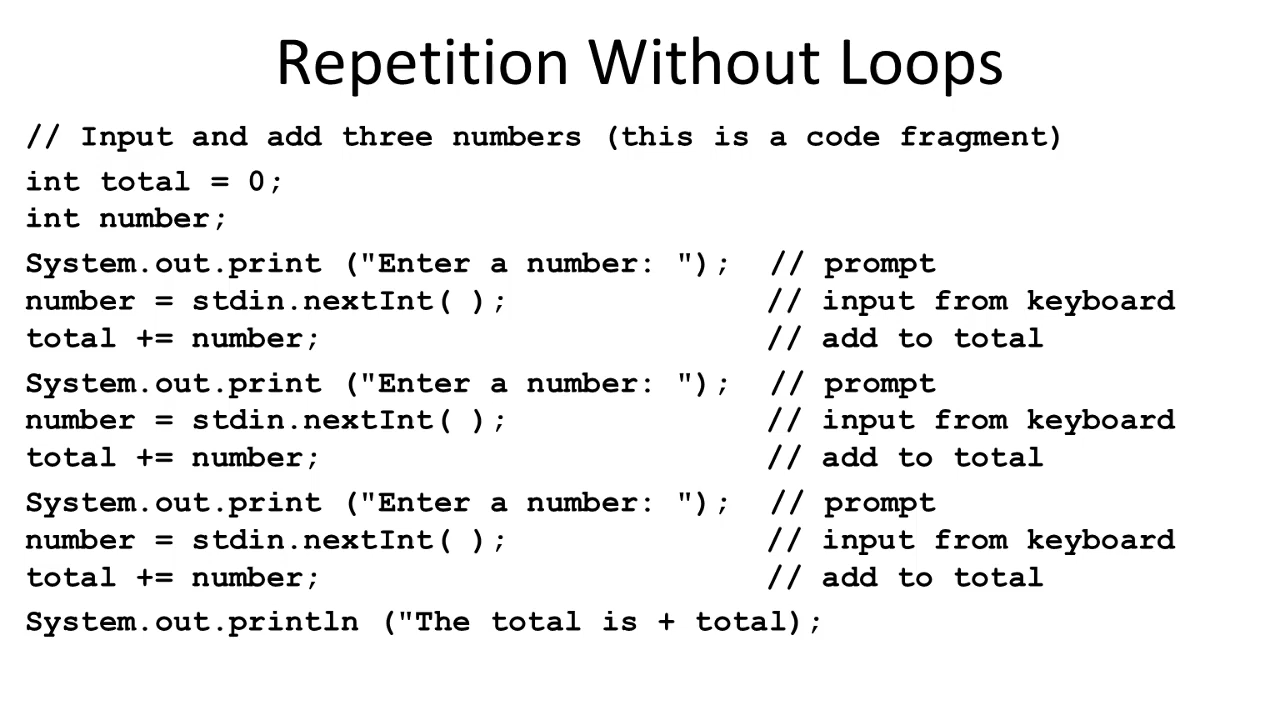 Repetition Without Loops
// Input and add three numbers (this is a code fragment)
int total = 0;
int number;
System.out.print ("Enter a number: ");  // prompt
number = stdin.nextInt( );              // input from keyboard
total += number;                        // add to total
System.out.print ("Enter a number: ");  // prompt
number = stdin.nextInt( );              // input from keyboard
total += number;                        // add to total
System.out.print ("Enter a number: ");  // prompt
number = stdin.nextInt( );              // input from keyboard
total += number;                        // add to total
System.out.println ("The total is + total);